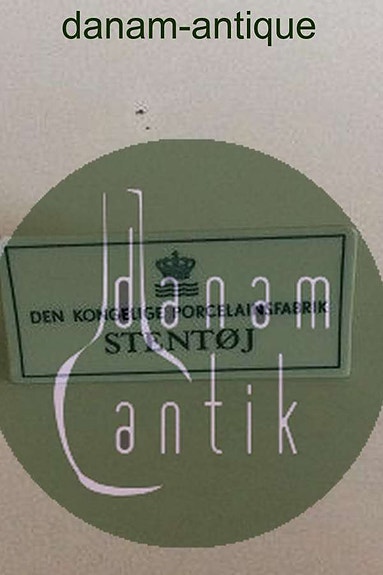 danam-antique
DEN KONGELIGE PORCELAINSFABRIK
STENTØJ
danam
antik